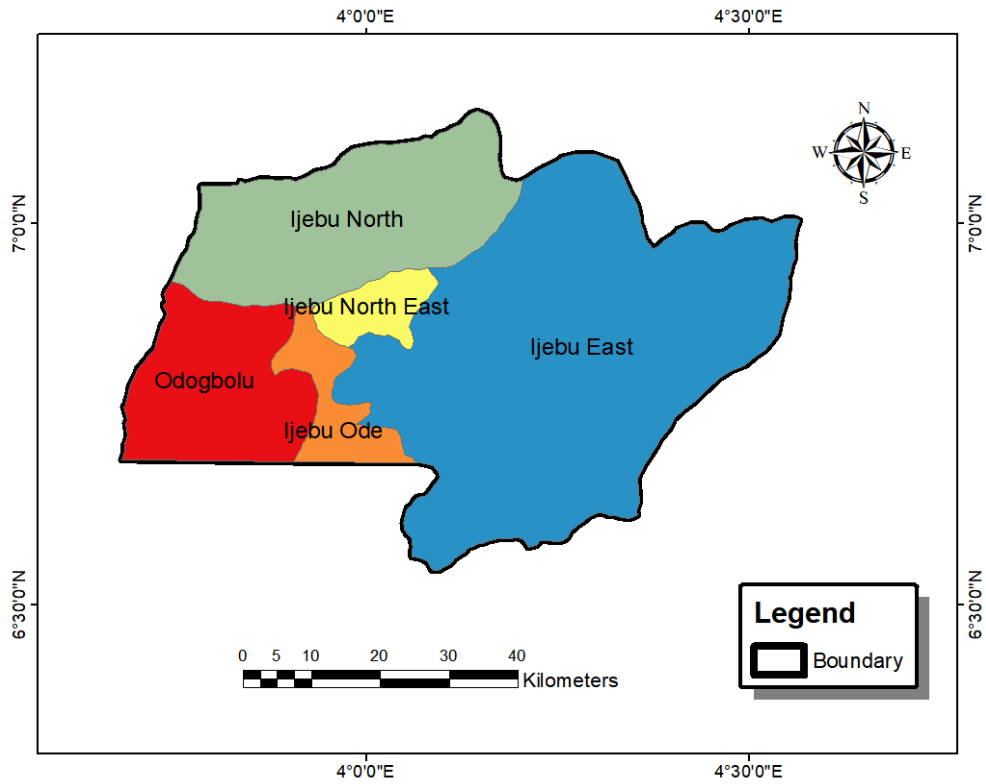 4°0'0"E 4°30'0"E
N
W E
S
7°0'0"N 7°0'0"N
Ijebu North
Ijebu North East
Ijebu East
Odogbolu
Ijebu Ode
6°30'0"N 6°30'0"N
Legend
Boundary
0 5 10 20 30 40
Kilometers
4°0'0"E 4°30'0"E